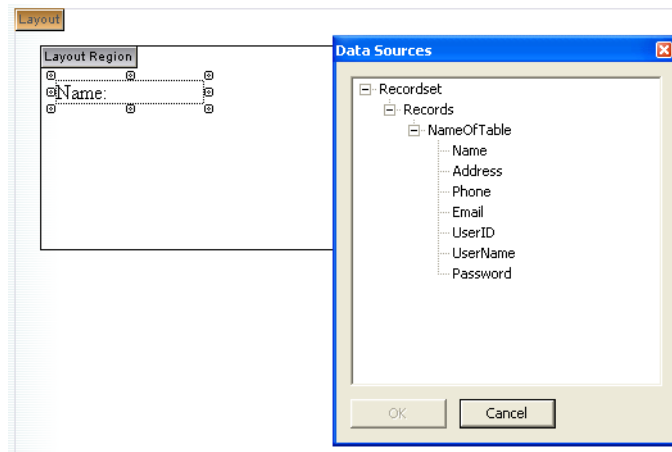 Layout
Layout Region
Name:
Data Sources
Recordset
Records
NameOfTable
Name
Address
Phone
Email
UserID
UserName
Password
OK
Cancel